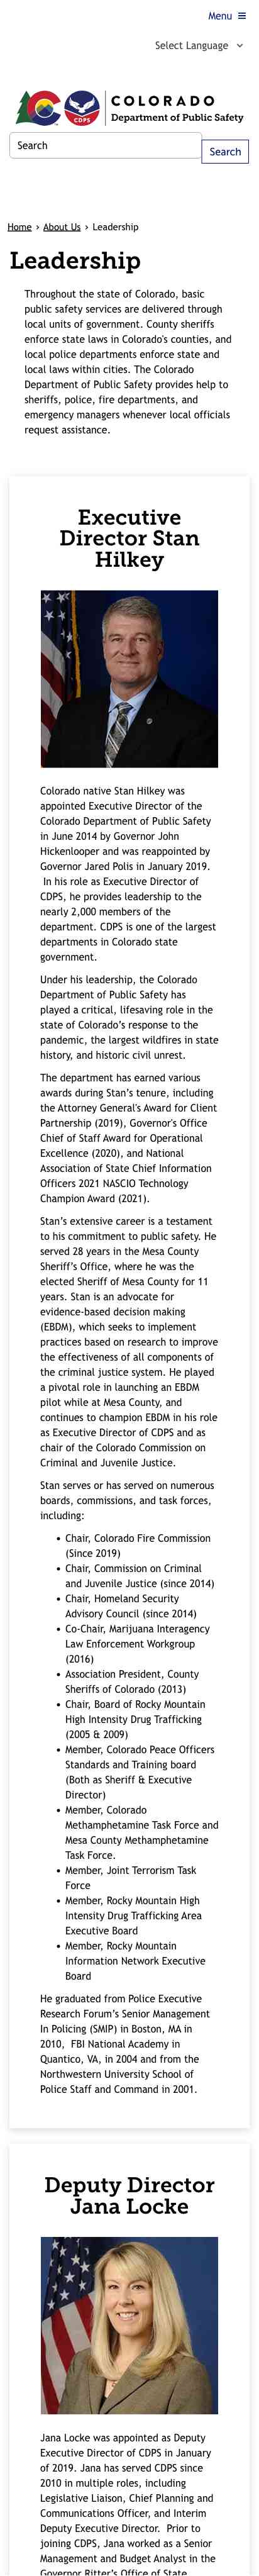 Menu
Select Language
COLORADO
Department of Public Safety
CDPS
Search
Search
Home › About Us › Leadership
Leadership
Throughout the state of Colorado, basic
public safety services are delivered through
local units of government. County sheriffs
enforce state laws in Colorado's counties, and
local police departments enforce state and
local laws within cities. The Colorado
Department of Public Safety provides help to
sheriffs, police, fire departments, and
emergency managers whenever local officials
request assistance.
Executive
Director Stan
Hilkey
Colorado native Stan Hilkey was
appointed Executive Director of the
Colorado Department of Public Safety
in June 2014 by Governor John
Hickenlooper and was reappointed by
Governor Jared Polis in January 2019.
In his role as Executive Director of
CDPS, he provides leadership to the
nearly 2,000 members of the
department. CDPS is one of the largest
departments in Colorado state
government.
Under his leadership, the Colorado
Department of Public Safety has
played a critical, lifesaving role in the
state of Colorado’s response to the
pandemic, the largest wildfires in state
history, and historic civil unrest.
The department has earned various
awards during Stan’s tenure, including
the Attorney General's Award for Client
Partnership (2019), Governor's Office
Chief of Staff Award for Operational
Excellence (2020), and National
Association of State Chief Information
Officers 2021 NASCIO Technology
Champion Award (2021).
Stan’s extensive career is a testament
to his commitment to public safety. He
served 28 years in the Mesa County
Sheriff’s Office, where he was the
elected Sheriff of Mesa County for 11
years. Stan is an advocate for
evidence-based decision making
(EBDM), which seeks to implement
practices based on research to improve
the effectiveness of all components of
the criminal justice system. He played
a pivotal role in launching an EBDM
pilot while at Mesa County, and
continues to champion EBDM in his role
as Executive Director of CDPS and as
chair of the Colorado Commission on
Criminal and Juvenile Justice.
Stan serves or has served on numerous
boards, commissions, and task forces,
including:
• Chair, Colorado Fire Commission
(Since 2019)
• Chair, Commission on Criminal
and Juvenile Justice (since 2014)
• Chair, Homeland Security
Advisory Council (since 2014)
• Co-Chair, Marijuana Interagency
Law Enforcement Workgroup
(2016)
• Association President, County
Sheriffs of Colorado (2013)
• Chair, Board of Rocky Mountain
High Intensity Drug Trafficking
(2005 & 2009)
• Member, Colorado Peace Officers
Standards and Training board
(Both as Sheriff & Executive
Director)
• Member, Colorado
Methamphetamine Task Force and
Mesa County Methamphetamine
Task Force.
• Member, Joint Terrorism Task
Force
• Member, Rocky Mountain High
Intensity Drug Trafficking Area
Executive Board
• Member, Rocky Mountain
Information Network Executive
Board
He graduated from Police Executive
Research Forum’s Senior Management
In Policing (SMIP) in Boston, MA in
2010,  FBI National Academy in
Quantico, VA, in 2004 and from the
Northwestern University School of
Police Staff and Command in 2001.
Deputy Director
Jana Locke
Jana Locke was appointed as Deputy
Executive Director of CDPS in January
of 2019. Jana has served CDPS since
2010 in multiple roles, including
Legislative Liaison, Chief Planning and
Communications Officer, and Interim
Deputy Executive Director.  Prior to
joining CDPS, Jana worked as a Senior
Management and Budget Analyst in the
Governor Ritter’s Office of State